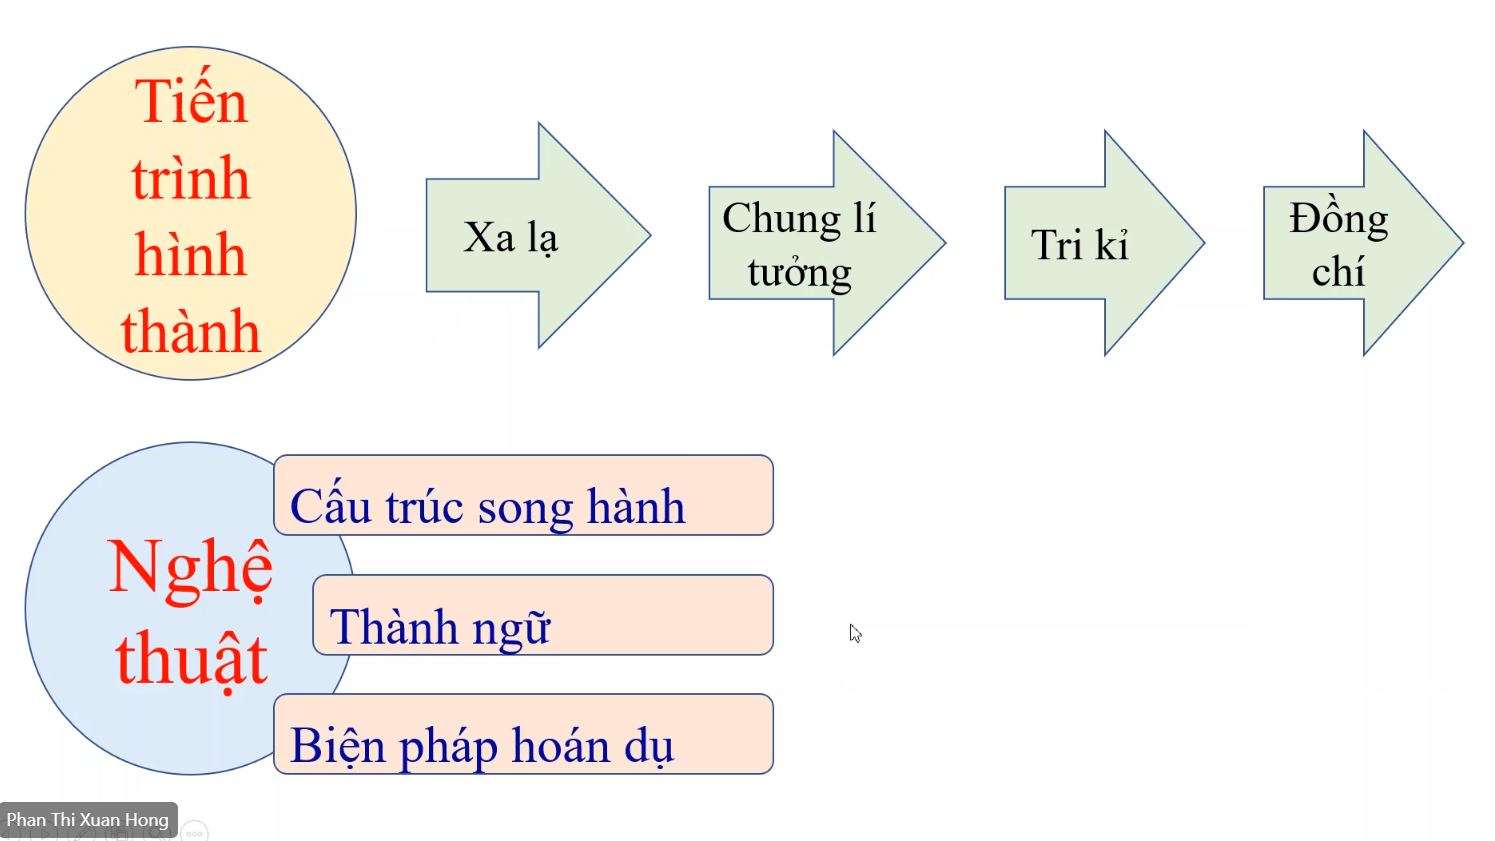 Tiến
trình
hình
thành
Xa lạ
Chung lí
tưởng
Tri kỉ
Đồng
chí
Nghệ
thuật
Cấu trúc song hành
Thành ngữ
Biện pháp hoán dụ
Phan Thi Xuan Hong